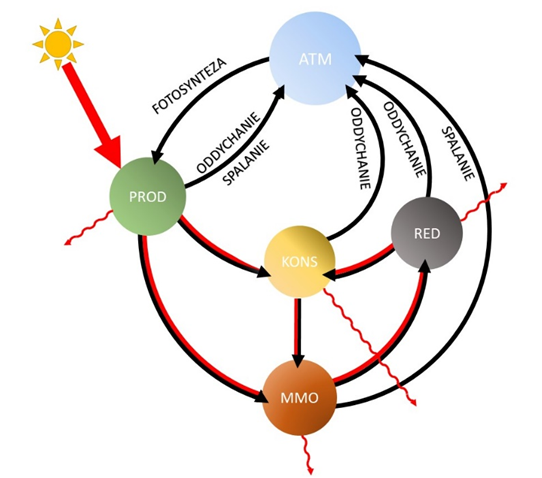 ATM
FOTOSYNTEZA
ODDYCHANIE
SPALANIE
ODDYCHANIE
ODDYCHANIE
SPALANIE
PROD
RED
KONS
MMO